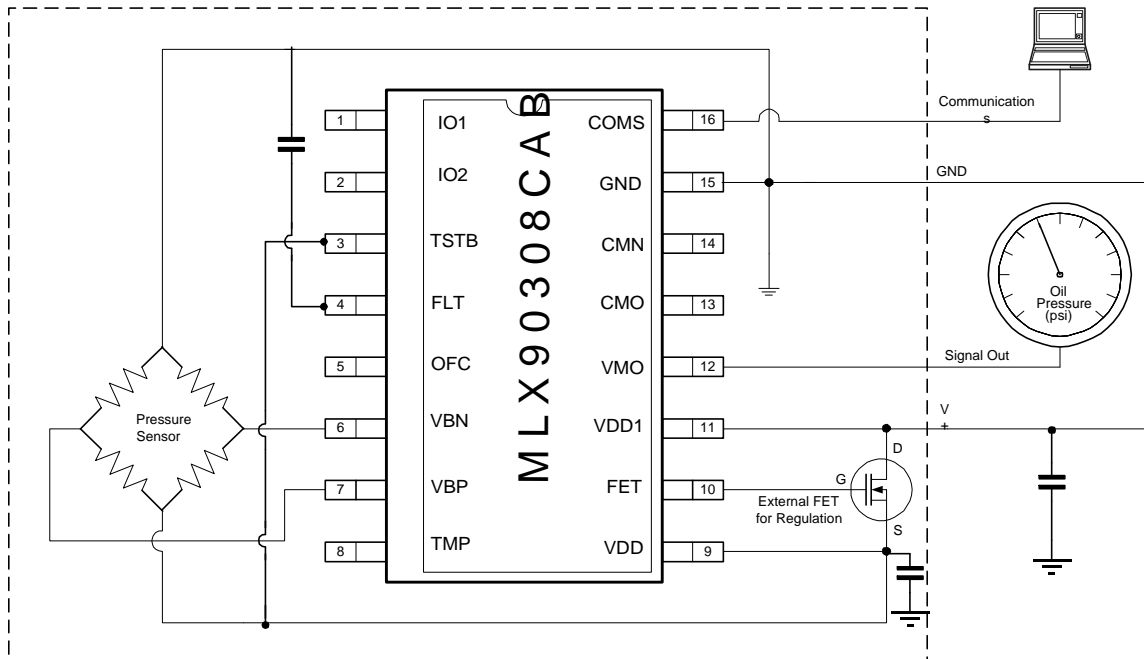 Communication
s
1
IO1
COMS
16
2
IO2
GND
15
GND
3
TSTB
CMN
14
4
FLT
CMO
13
MLX90308CAB
Oil
Pressure
(psi)
5
OFC
VMO
12
Signal Out
Pressure
Sensor
6
VBN
VDD1
11
V
+
D
7
VBP
FET
10
G
External FET
for Regulation
S
8
TMP
VDD
9